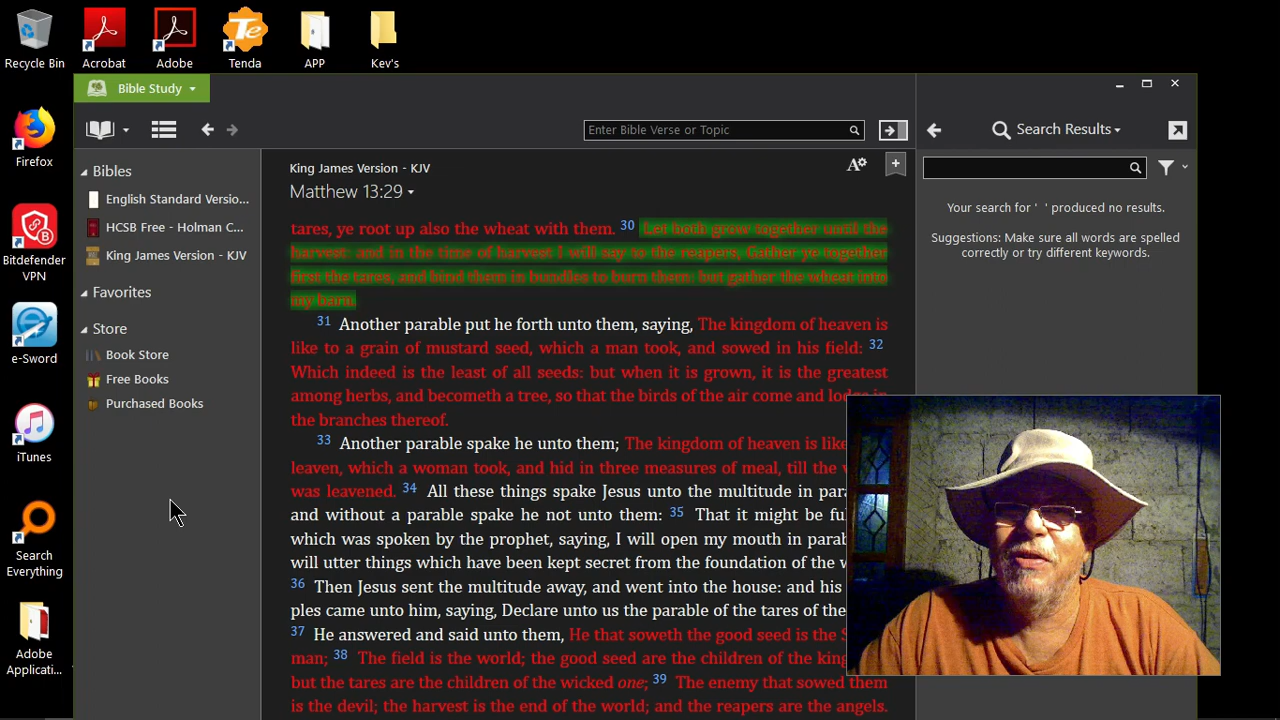 Recycle Bin
Acrobat
Adobe
Tenda
APP
Kev's
Bible Study
Firefox
Enter Bible Verse or Topic
Search Results
Bibles
English Standard Versio...
HCSB Free - Holman C...
King James Version - KJV
Favorites
Store
Book Store
Free Books
Purchased Books
Bitdefender
VPN
e-Sword
iTunes
Search
Everything
Adobe
Applicati...
Te
King James Version - KJV
Matthew 13:29
tares, ye root up also the wheat with them. 30 Let both grow together until the
harvest: and in the time of harvest I will say to the reapers, Gather ye together
first the tares, and bind them in bundles to burn them: but gather the wheat into
my barn.
31 Another parable put he forth unto them, saying, The kingdom of heaven is
like to a grain of mustard seed, which a man took, and sowed in his field: 32
Which indeed is the least of all seeds: but when it is grown, it is the greatest
among herbs, and becometh a tree, so that the birds of the air come and lodge in
the branches thereof.
33 Another parable spake he unto them; The kingdom of heaven is like
leaven, which a woman took, and hid in three measures of meal, till the w
was leavened. 34 All these things spake Jesus unto the multitude in para
and without a parable spake he not unto them: 35 That it might be ful
which was spoken by the prophet, saying, I will open my mouth in parab
will utter things which have been kept secret from the foundation of the w
36 Then Jesus sent the multitude away, and went into the house: and his
ples came unto him, saying, Declare unto us the parable of the tares of the
37 He answered and said unto them, He that soweth the good seed is the S
man; 38 The field is the world; the good seed are the children of the king
but the tares are the children of the wicked one; 39 The enemy that sowed them
is the devil; the harvest is the end of the world; and the reapers are the angels.
Your search for ' ' produced no results.
Suggestions: Make sure all words are spelled
correctly or try different keywords.